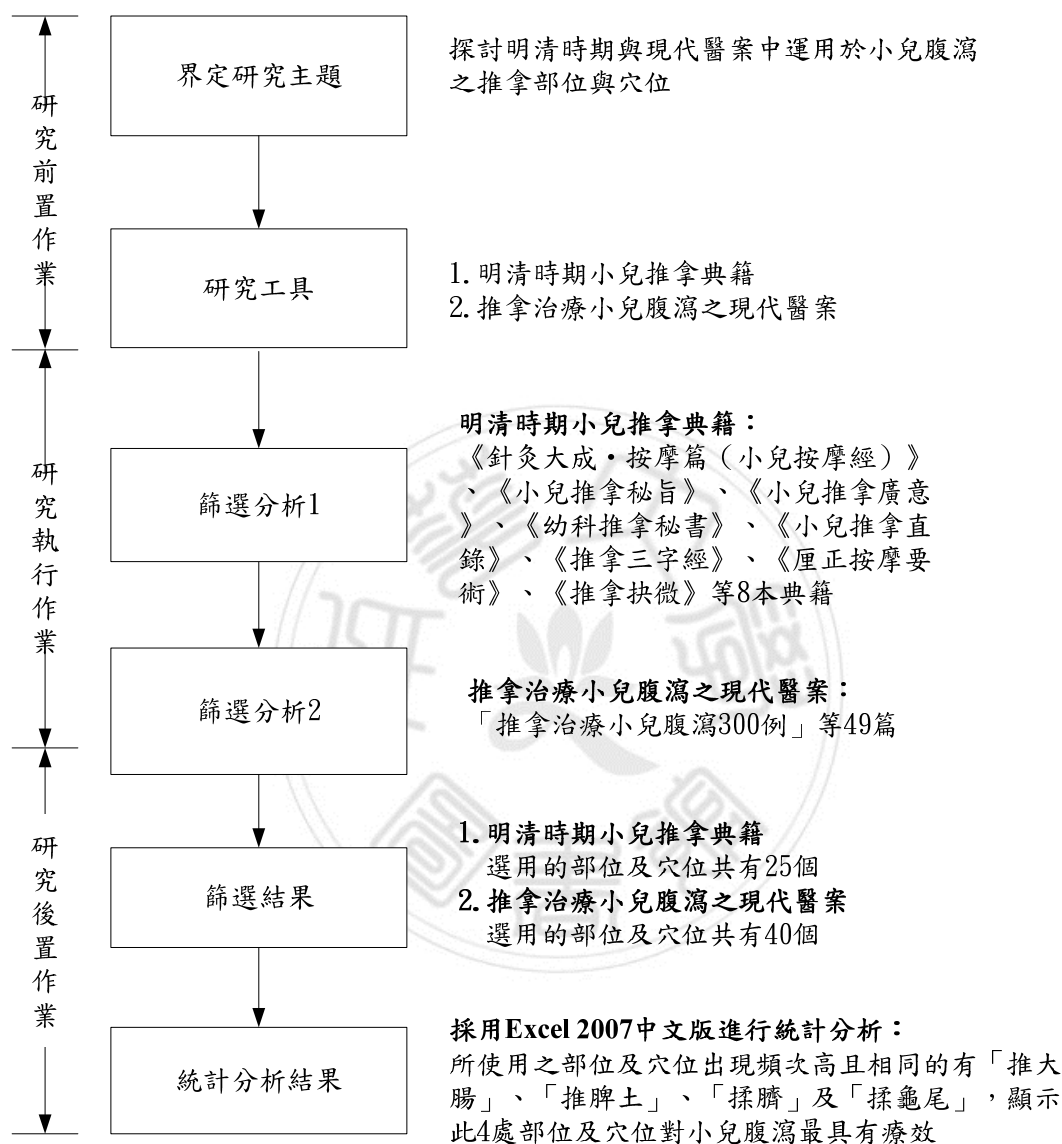 研究前置作業
界定研究主題
探討明清時期與現代醫案中運用於小兒腹瀉
之推拿部位與穴位
研究工具
1.明清時期小兒推拿典籍
2.推拿治療小兒腹瀉之現代醫案
研究執行作業
篩選分析1
明清時期小兒推拿典籍：
《針灸大成‧按摩篇（小兒按摩經）》
、《小兒推拿秘旨》、《小兒推拿廣意
》、《幼科推拿秘書》、《小兒推拿直
錄》、《推拿三字經》、《厘正按摩要
術》、《推拿抉微》等8本典籍
篩選分析2
推拿治療小兒腹瀉之現代醫案：
「推拿治療小兒腹瀉300例」等49篇
研究後置作業
篩選結果
1.明清時期小兒推拿典籍
選用的部位及穴位共有25個
2.推拿治療小兒腹瀉之現代醫案
選用的部位及穴位共有40個
統計分析結果
採用Excel 2007中文版進行統計分析：
所使用之部位及穴位出現頻次高且相同的有「推大
腸」、「推脾土」、「揉臍」及「揉龜尾」，顯示
此4處部位及穴位對小兒腹瀉最具有療效